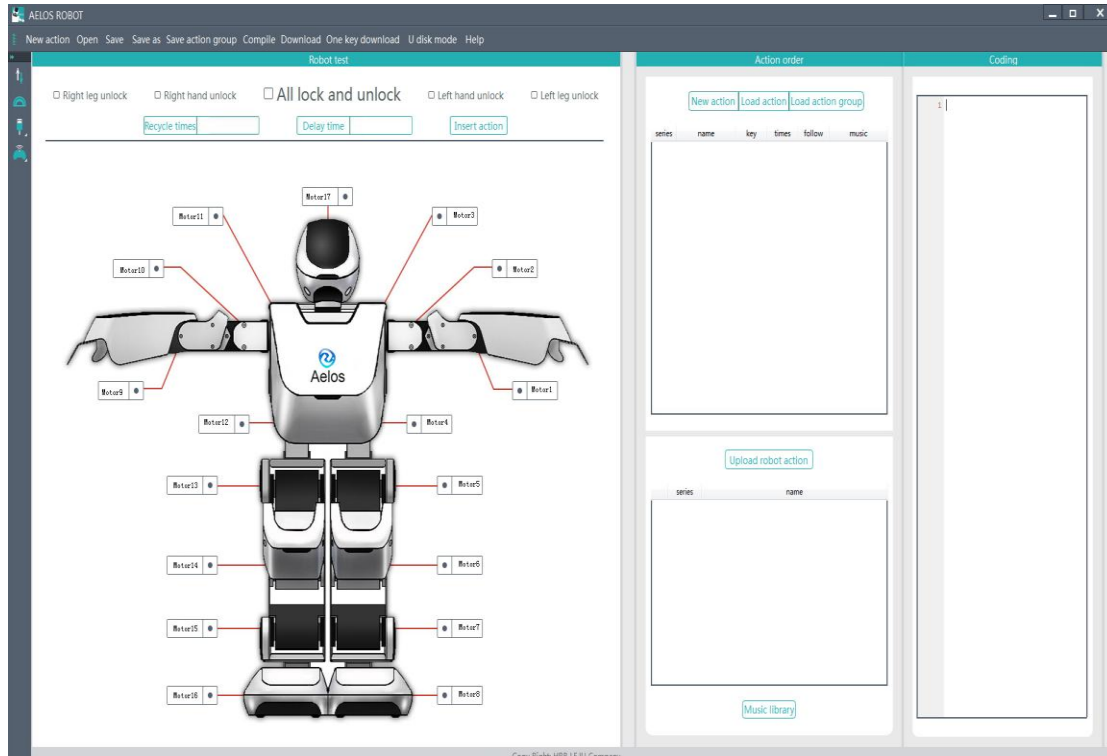 AELOS ROBOT
New action Open Save Save as Save action group Compile Download One key download U disk mode Help
Robot test
Action order
Coding
Right leg unlock Right hand unlock All lock and unlock Left hand unlock Left leg unlock
Recycle times Delay time Insert action
New action Load action Load action group
series name key times follow music
1
Motor17
Motor11 Motor3
Motor10 Motor2
Aelos
Motor9 Motor1
Motor12 Motor4
Upload robot action
series name
Motor13 Motor5
Motor14 Motor6
Motor15 Motor7
Motor16 Motor8
Music library